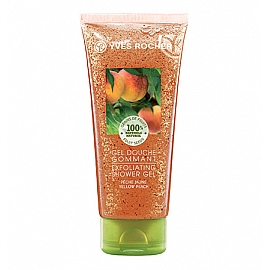 YVES ROCHER
100%
GEL DOUCHE
GOMMANT
EXFOLIATING
SHOWER GEL
PÊCHE JAUNE
YELLOW PEACH